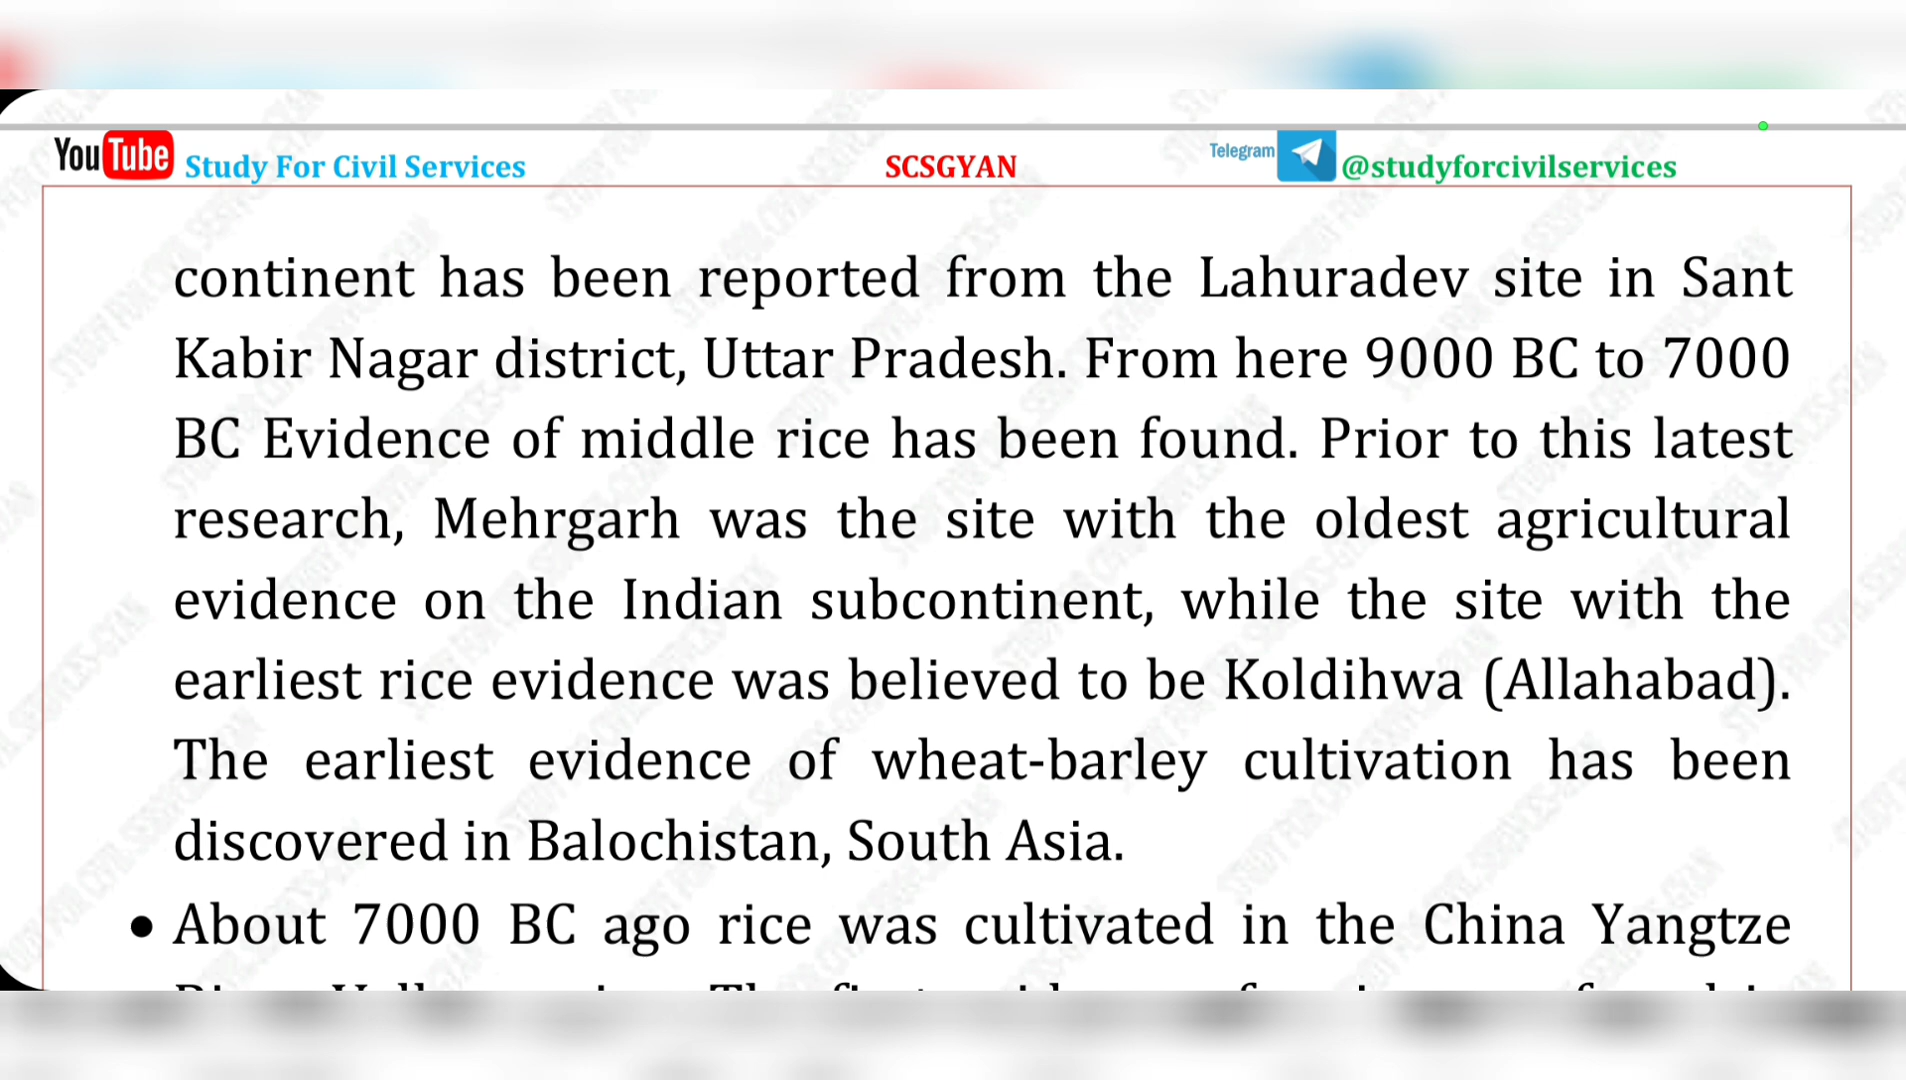 YouTube Study For Civil Services SCSGYAN Telegram @studyforcivilservices
continent has been reported from the Lahuradev site in Sant
Kabir Nagar district, Uttar Pradesh. From here 9000 BC to 7000
BC Evidence of middle rice has been found. Prior to this latest
research, Mehrgarh was the site with the oldest agricultural
evidence on the Indian subcontinent, while the site with the
earliest rice evidence was believed to be Koldihwa (Allahabad).
The earliest evidence of wheat-barley cultivation has been
discovered in Balochistan, South Asia.
• About 7000 BC ago rice was cultivated in the China Yangtze